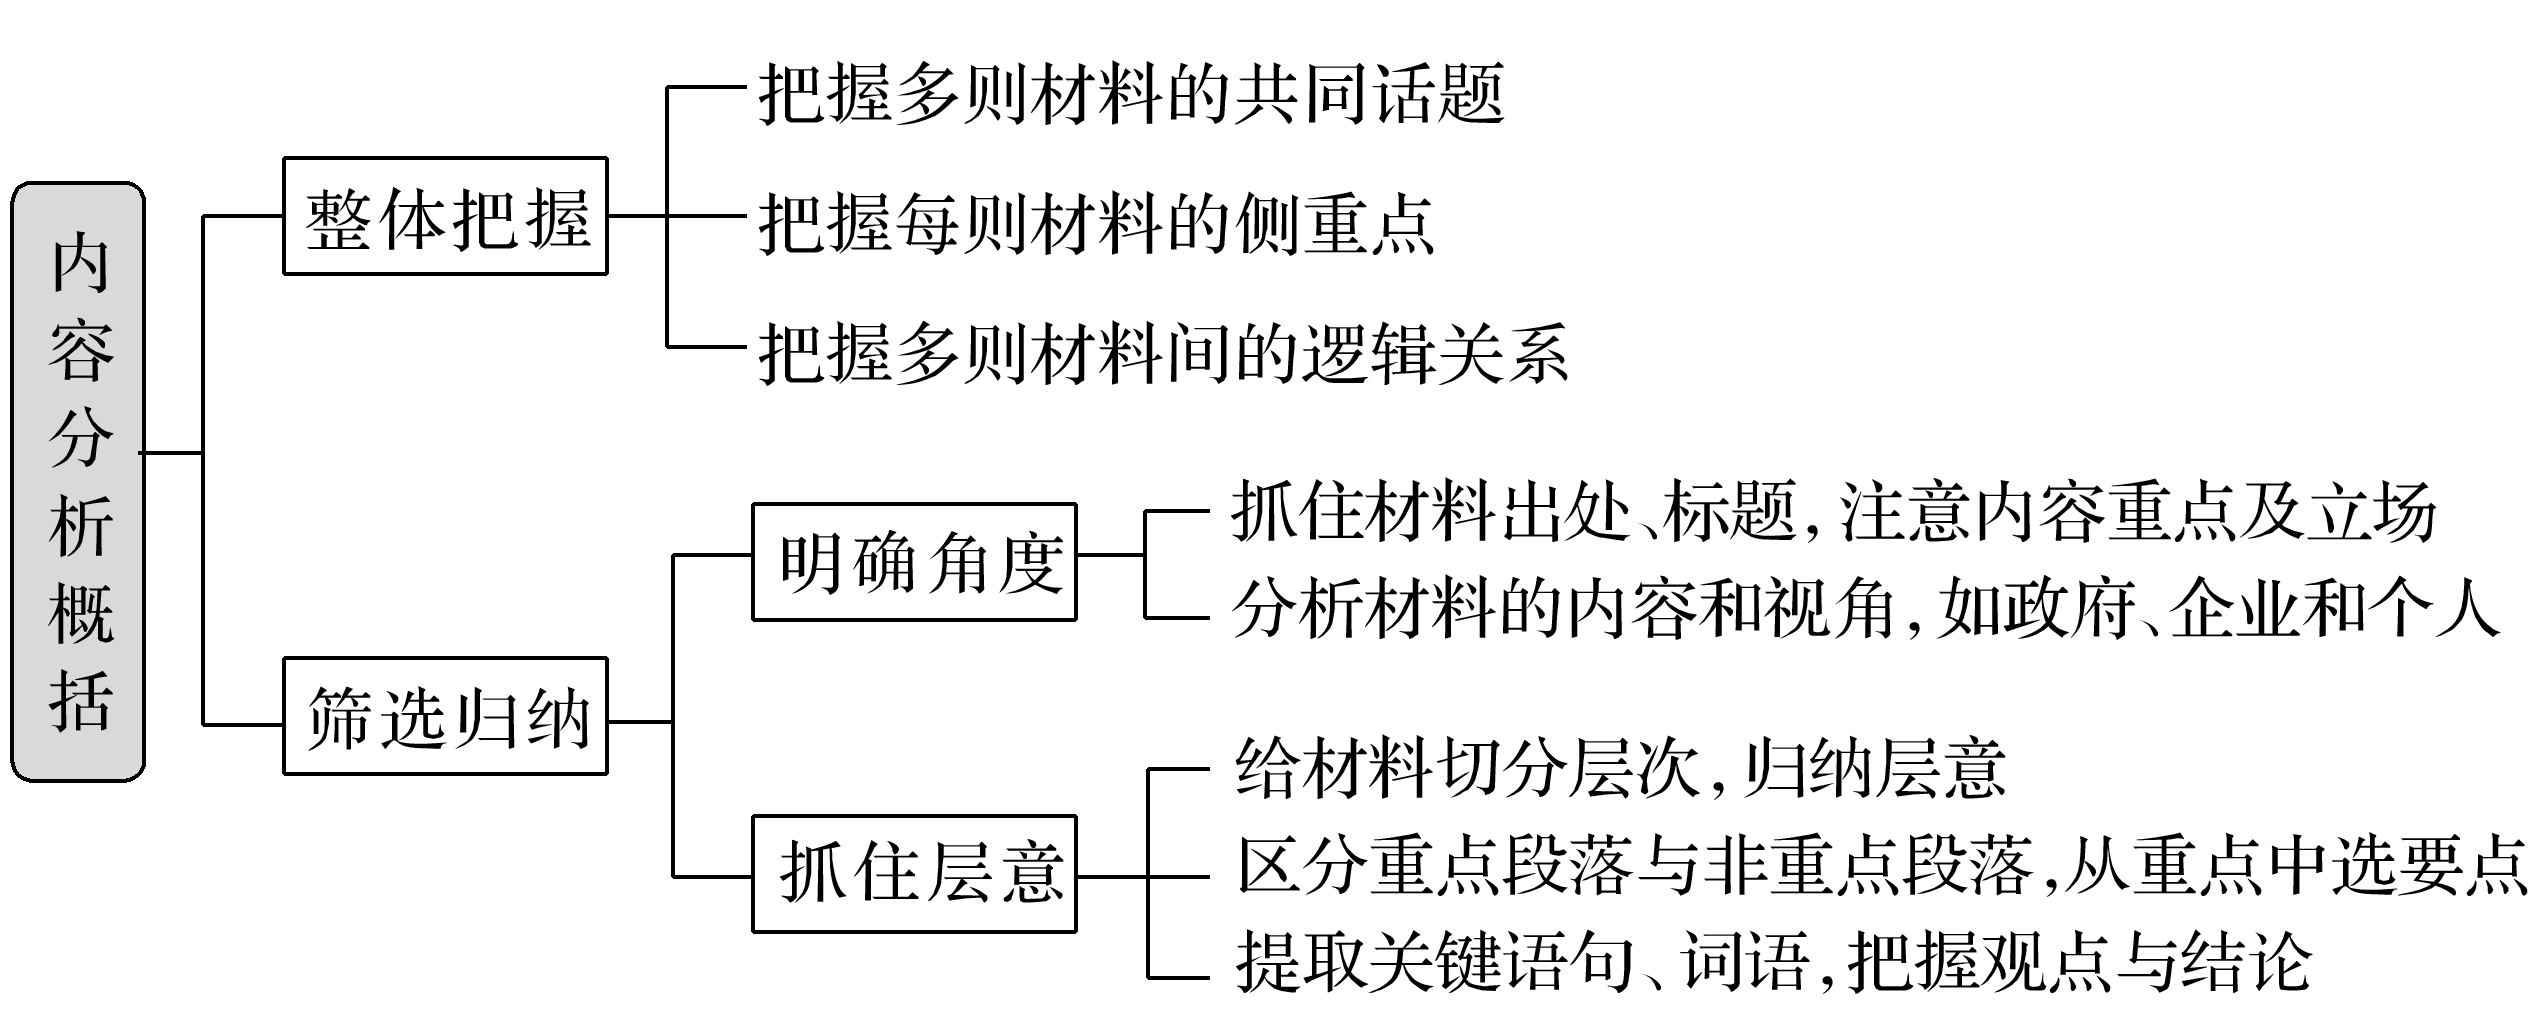 内容分析概括
整体把握
把握多则材料的共同话题
把握每则材料的侧重点
把握多则材料间的逻辑关系
筛选归纳
明确角度
抓住材料出处、标题,注意内容重点及立场
分析材料的内容和视角,如政府、企业和个人
抓住层意
给材料切分层次,归纳层意
区分重点段落与非重点段落,从重点中选要点
提取关键语句、词语,把握观点与结论